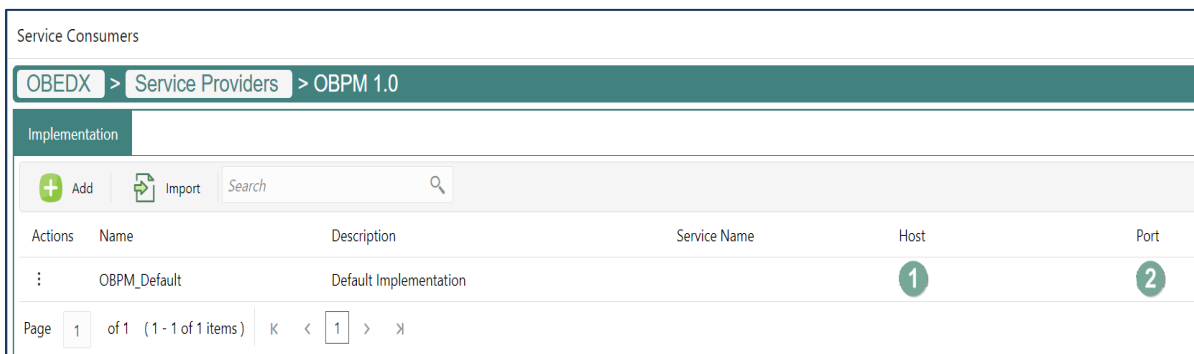 Service Consumers
OBEDX > Service Providers > OBPM 1.0
Implementation
Add Import Search
Actions Name Description Service Name Host Port
OBPM_Default Default Implementation 1 2
Page 1 of 1 (1 - 1 of 1 items) K < 1 > X